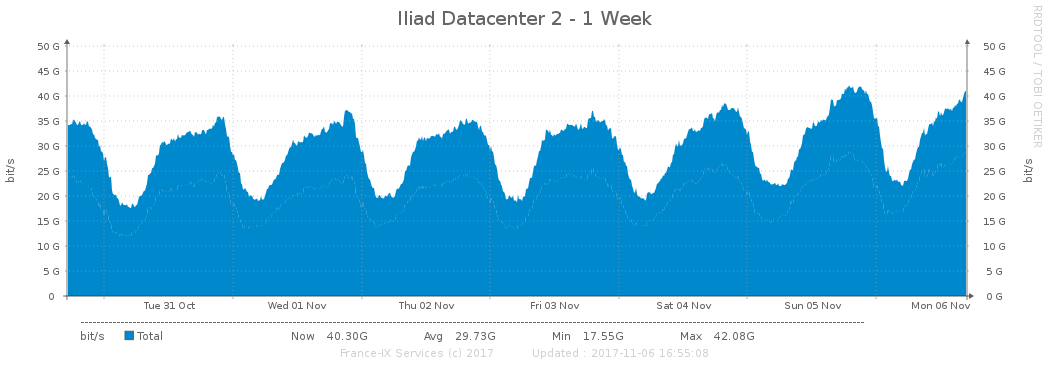 Iliad Datacenter 2 - 1 Week
RRDTOOL / TOBI OETIKER
bit/s
50 G
45 G
40 G
35 G
30 G
25 G
20 G
15 G
10 G
5 G
0
50 G
45 G
40 G
35 G
30 G
25 G
20 G
15 G
10 G
5 G
0 G
bit/s
Tue 31 Oct Wed 01 Nov Thu 02 Nov Fri 03 Nov Sat 04 Nov Sun 05 Nov Mon 06 Nov
bit/s Total Now 40.30G Avg 29.73G Min 17.55G Max 42.08G
France-IX Services (c) 2017 Updated : 2017-11-06 16:55:08